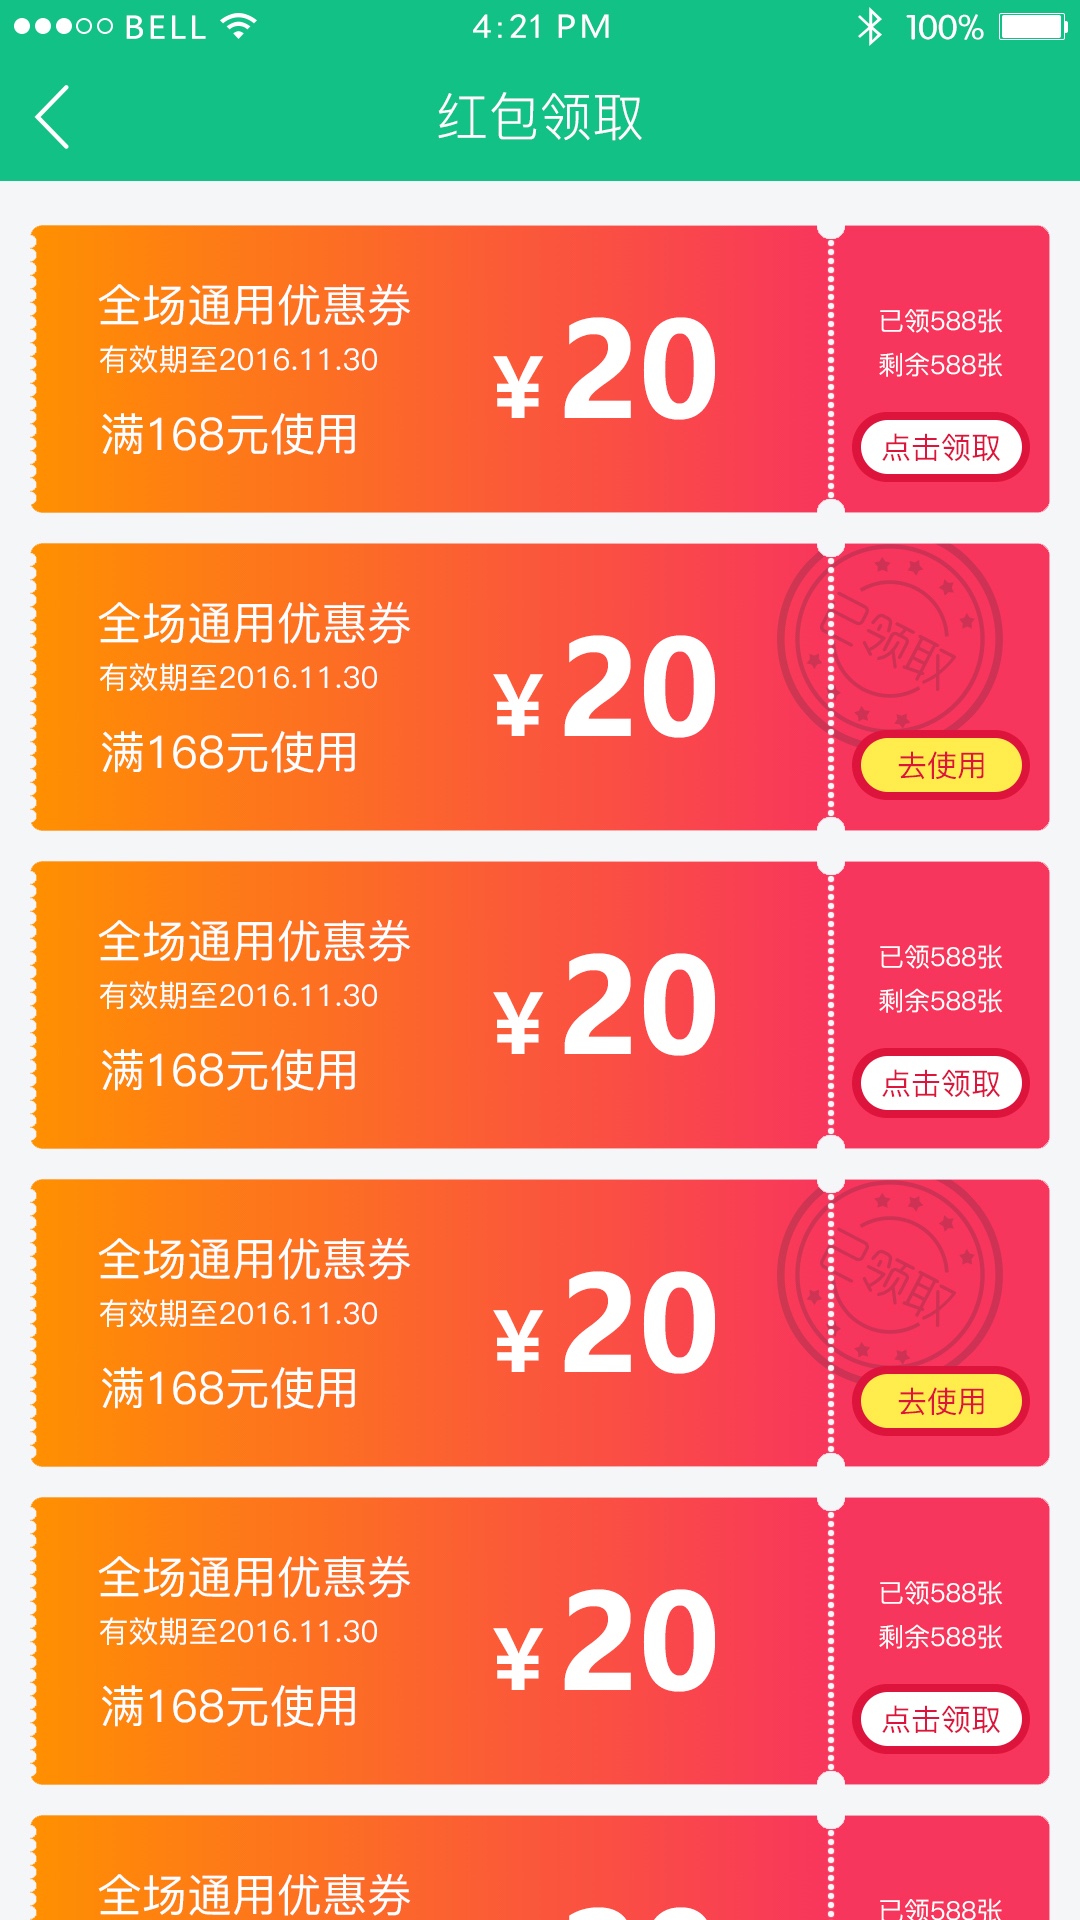 BELL 4:21 PM 100%
红包领取
全场通用优惠券
有效期至2016.11.30
满168元使用
¥20
已领588张
剩余588张
点击领取
全场通用优惠券
有效期至2016.11.30
满168元使用
¥20
已领取
去使用
全场通用优惠券
有效期至2016.11.30
满168元使用
¥20
已领588张
剩余588张
点击领取
全场通用优惠券
有效期至2016.11.30
满168元使用
¥20
已领取
去使用
全场通用优惠券
有效期至2016.11.30
满168元使用
¥20
已领588张
剩余588张
点击领取
全场通用优惠券
已领588张